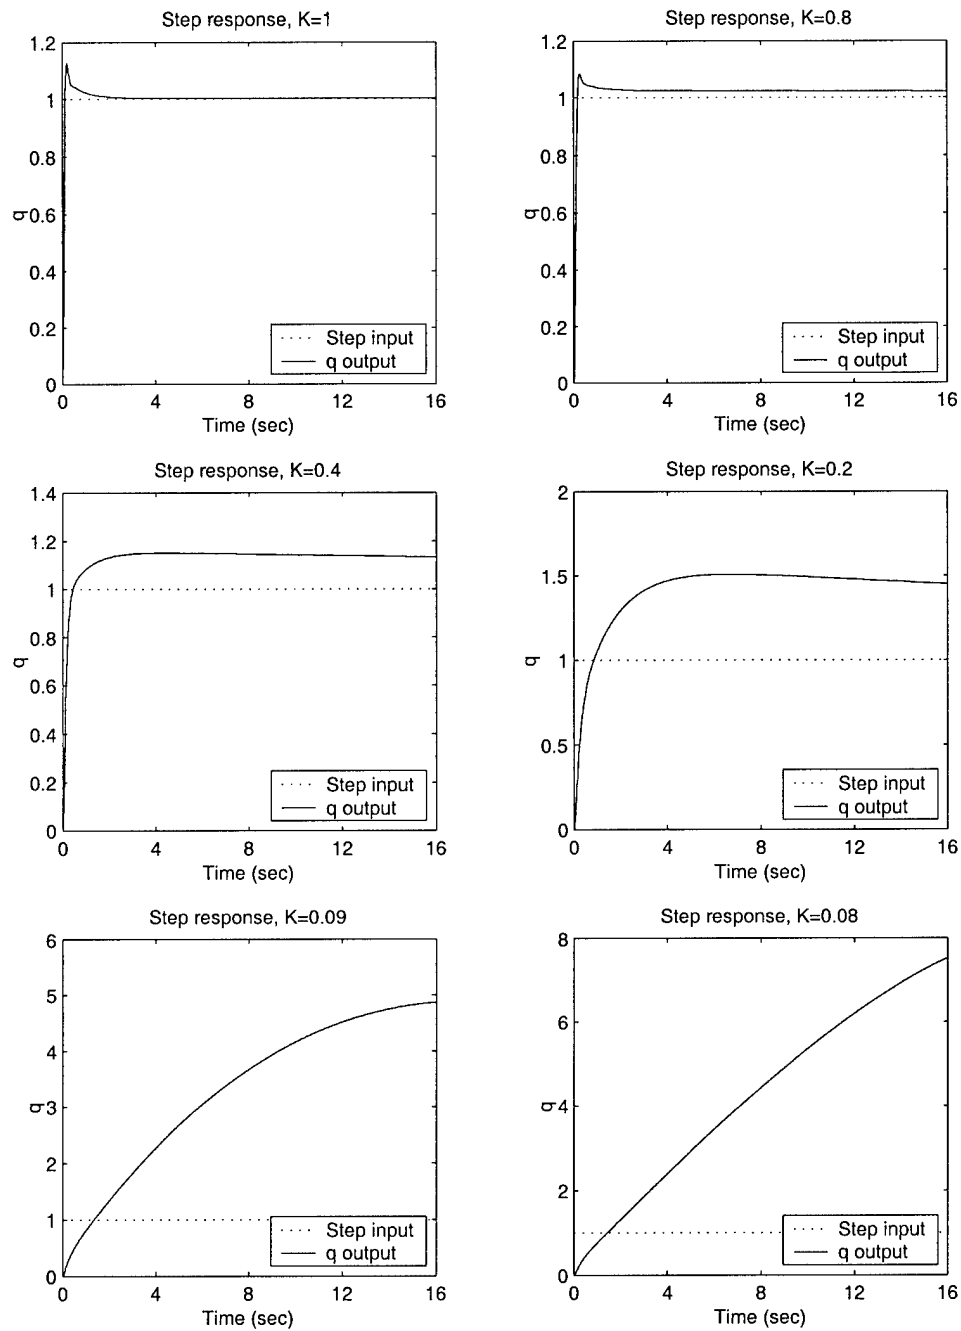 Step response, K=1
1.2
1
0.8
0.6
0.4
0.2
0
q
Step input
q output
0 4 8 12 16
Time (sec)
Step response, K=0.8
1.2
1
0.8
0.6
0.4
0.2
0
q
Step input
q output
0 4 8 12 16
Time (sec)
Step response, K=0.4
1.4
1.2
1
0.8
0.6
0.4
0.2
0
q
Step input
q output
0 4 8 12 16
Time (sec)
Step response, K=0.2
2
1.5
1
0.5
0
q
Step input
q output
0 4 8 12 16
Time (sec)
Step response, K=0.09
6
5
4
3
2
1
0
q
Step input
q output
0 4 8 12 16
Time (sec)
Step response, K=0.08
8
6
4
2
0
q
Step input
q output
0 4 8 12 16
Time (sec)